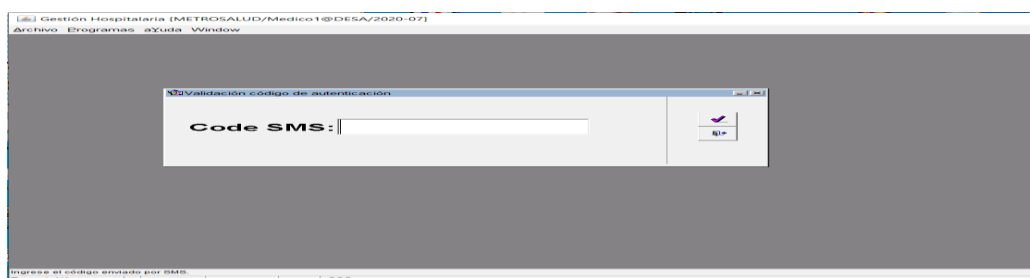 Gestión Hospitalaria [METROSALUD/Medico1@DESA/2020-07]
Archivo Programas aYuda Window
Validación código de autenticación
Code SMS:
Ingrese el código enviado por SMS.